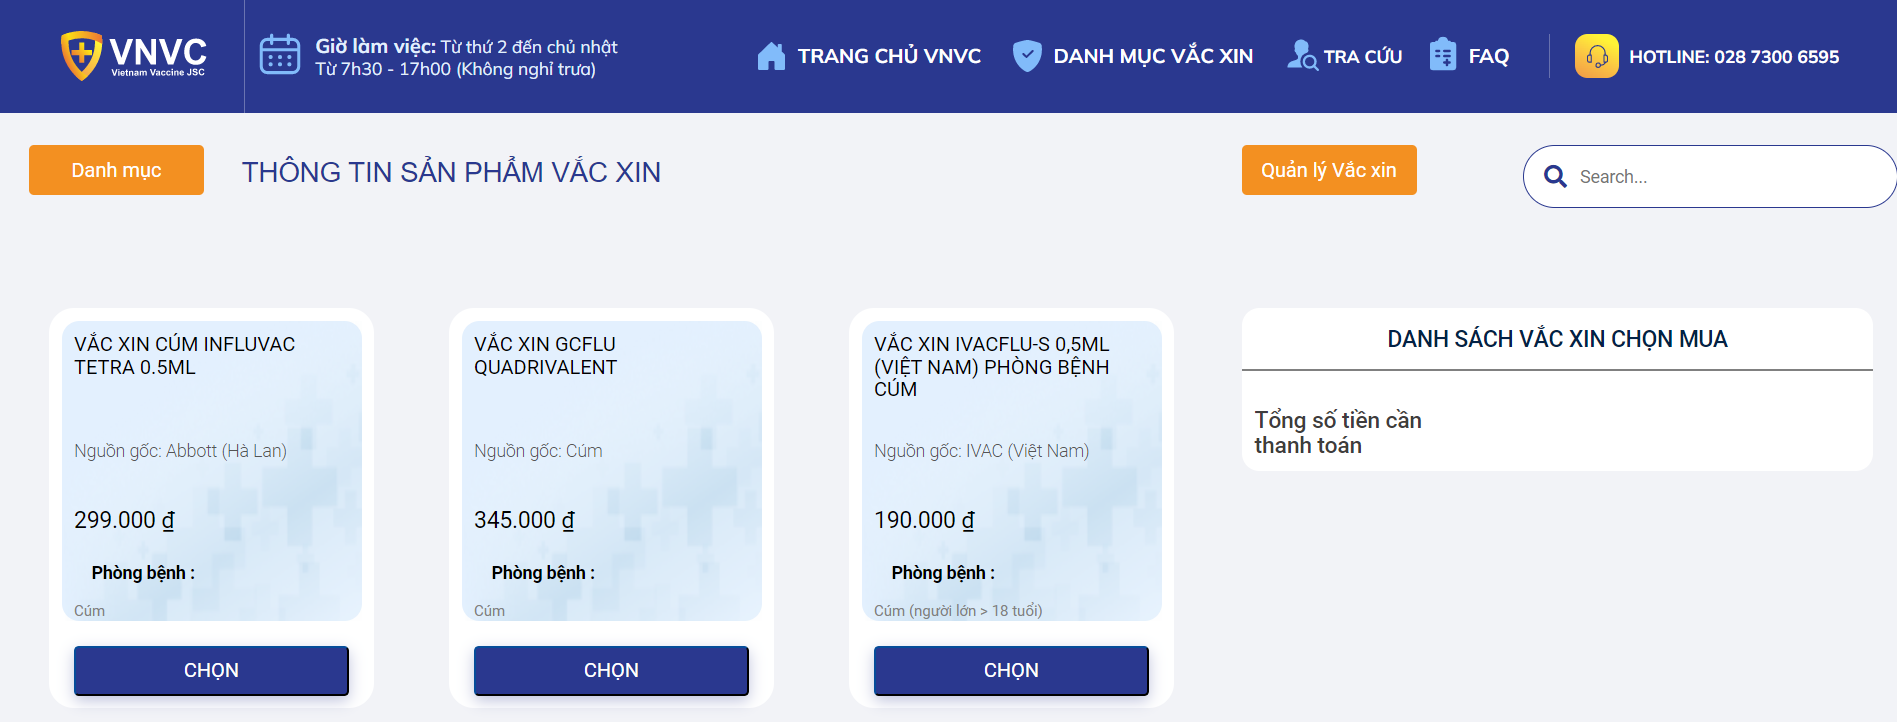 VNVC
Vietnam Vaccine JSC
Giờ làm việc: Từ thứ 2 đến chủ nhật
Từ 7h30 - 17h00 (Không nghỉ trưa)
TRANG CHỦ VNVC
DANH MỤC VẮC XIN
TRA CỨU
FAQ
HOTLINE: 028 7300 6595
Danh mục
THÔNG TIN SẢN PHẨM VẮC XIN
Quản lý Vắc xin
Search...
VẮC XIN CÚM INFLUVAC
TETRA 0.5ML
Nguồn gốc: Abbott (Hà Lan)
299.000 ₫
Phòng bệnh :
Cúm
CHỌN
VẮC XIN GCFLU
QUADRIVALENT
Nguồn gốc: Cúm
345.000 ₫
Phòng bệnh :
Cúm
CHỌN
VẮC XIN IVACFLU-S 0,5ML
(VIỆT NAM) PHÒNG BỆNH
CÚM
Nguồn gốc: IVAC (Việt Nam)
190.000 ₫
Phòng bệnh :
Cúm (người lớn > 18 tuổi)
CHỌN
DANH SÁCH VẮC XIN CHỌN MUA
Tổng số tiền cần
thanh toán